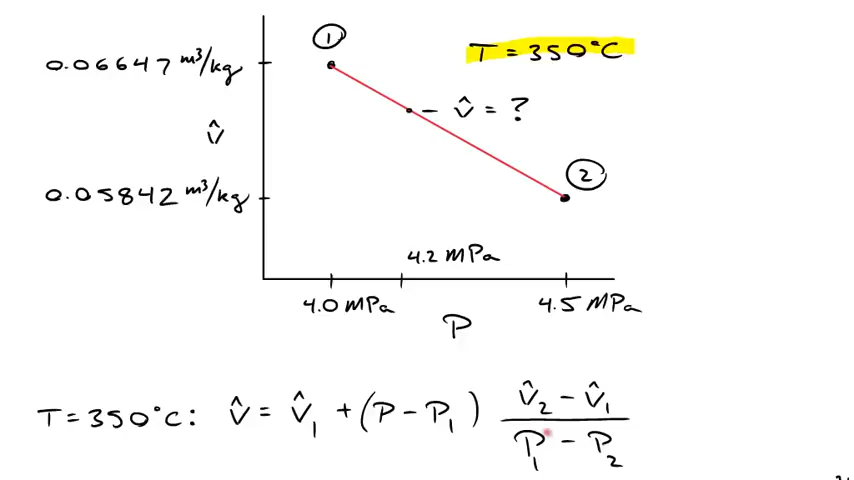 ①
T = 350°C
0.06647 m³/kg
– v̂ = ?
v̂
②
0.05842 m³/kg
4.2 MPa
4.0 MPa
4.5 MPa
P
T = 350°C: v̂ = v̂₁ + (P – P₁) (v̂₂ – v̂₁)/(P₁ – P₂)